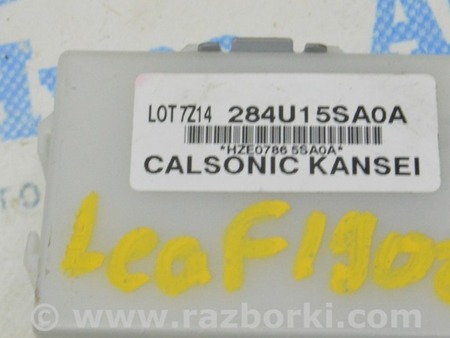 LOT 7Z14 284U15SA0A
*HZE0786 5SA0A*
CALSONIC KANSEI
Leaf
© www.razborki.com